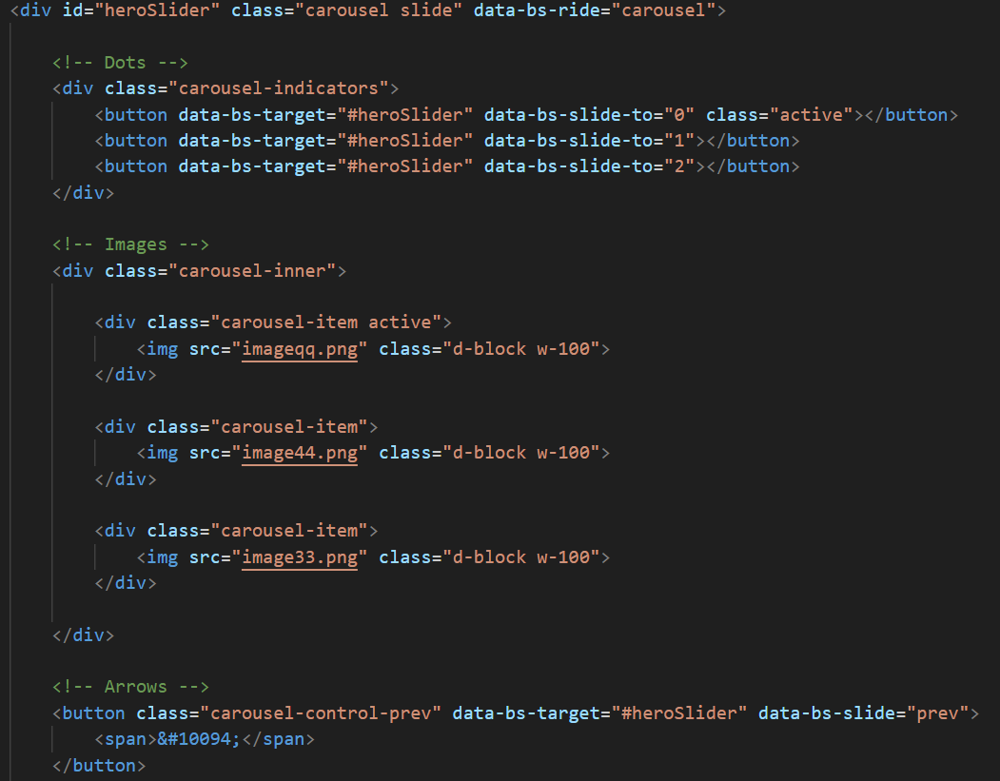 <div id="heroSlider" class="carousel slide" data-bs-ride="carousel">
<!-- Dots -->
<div class="carousel-indicators">
<button data-bs-target="#heroSlider" data-bs-slide-to="0" class="active"></button>
<button data-bs-target="#heroSlider" data-bs-slide-to="1"></button>
<button data-bs-target="#heroSlider" data-bs-slide-to="2"></button>
</div>
<!-- Images -->
<div class="carousel-inner">
<div class="carousel-item active">
<img src="imageqq.png" class="d-block w-100">
</div>
<div class="carousel-item">
<img src="image44.png" class="d-block w-100">
</div>
<div class="carousel-item">
<img src="image33.png" class="d-block w-100">
</div>
</div>
<!-- Arrows -->
<button class="carousel-control-prev" data-bs-target="#heroSlider" data-bs-slide="prev">
<span>&#10094;</span>
</button>